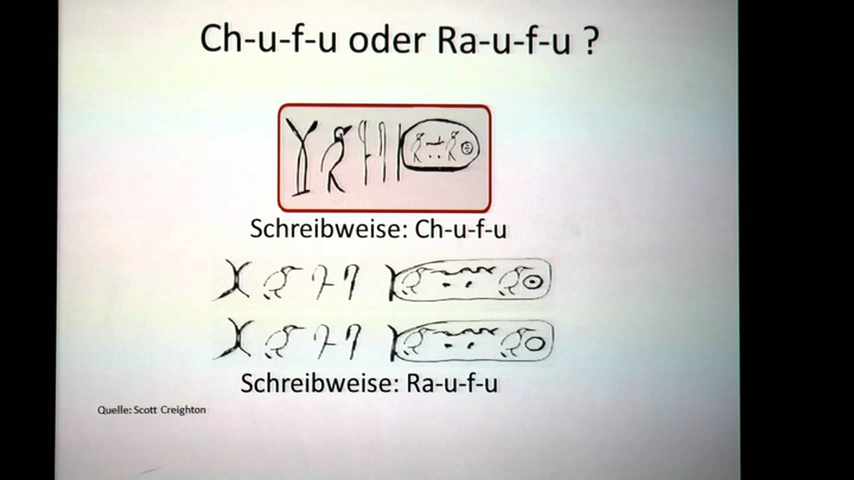 Ch-u-f-u oder Ra-u-f-u ?
Schreibweise: Ch-u-f-u
Schreibweise: Ra-u-f-u
Quelle: Scott Creighton